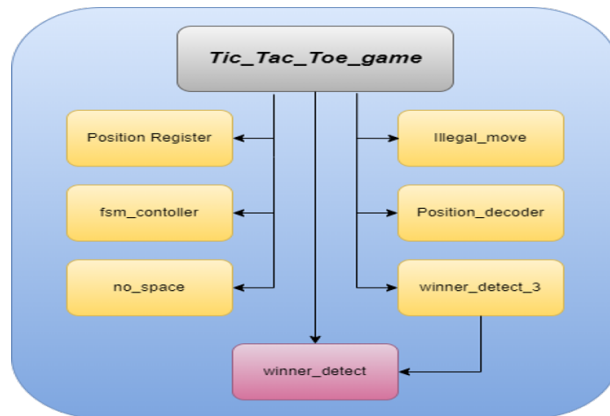 Tic_Tac_Toe_game
Position Register
Illegal_move
fsm_contoller
Position_decoder
no_space
winner_detect_3
winner_detect